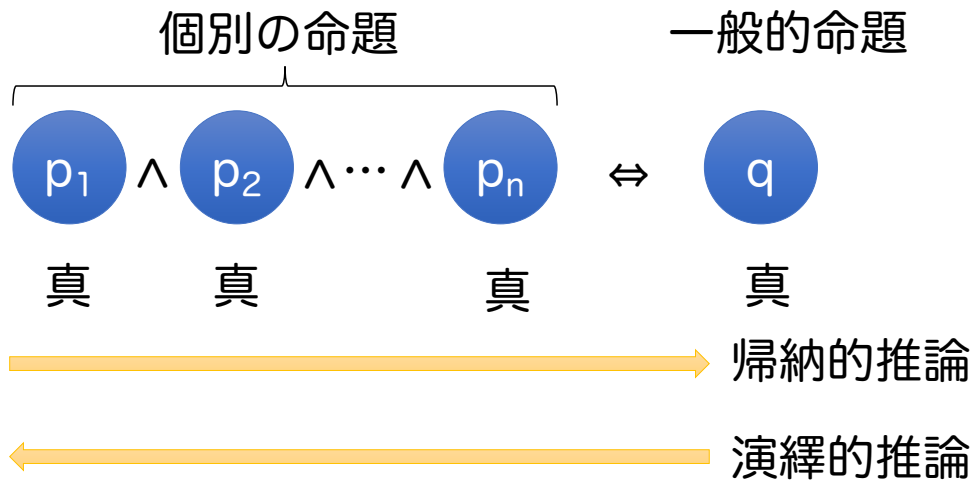 個別の命題 一般的命題
p₁ ∧ p₂ ∧ … ∧ pₙ ⇔ q
真 真 真 真
帰納的推論
演繹的推論